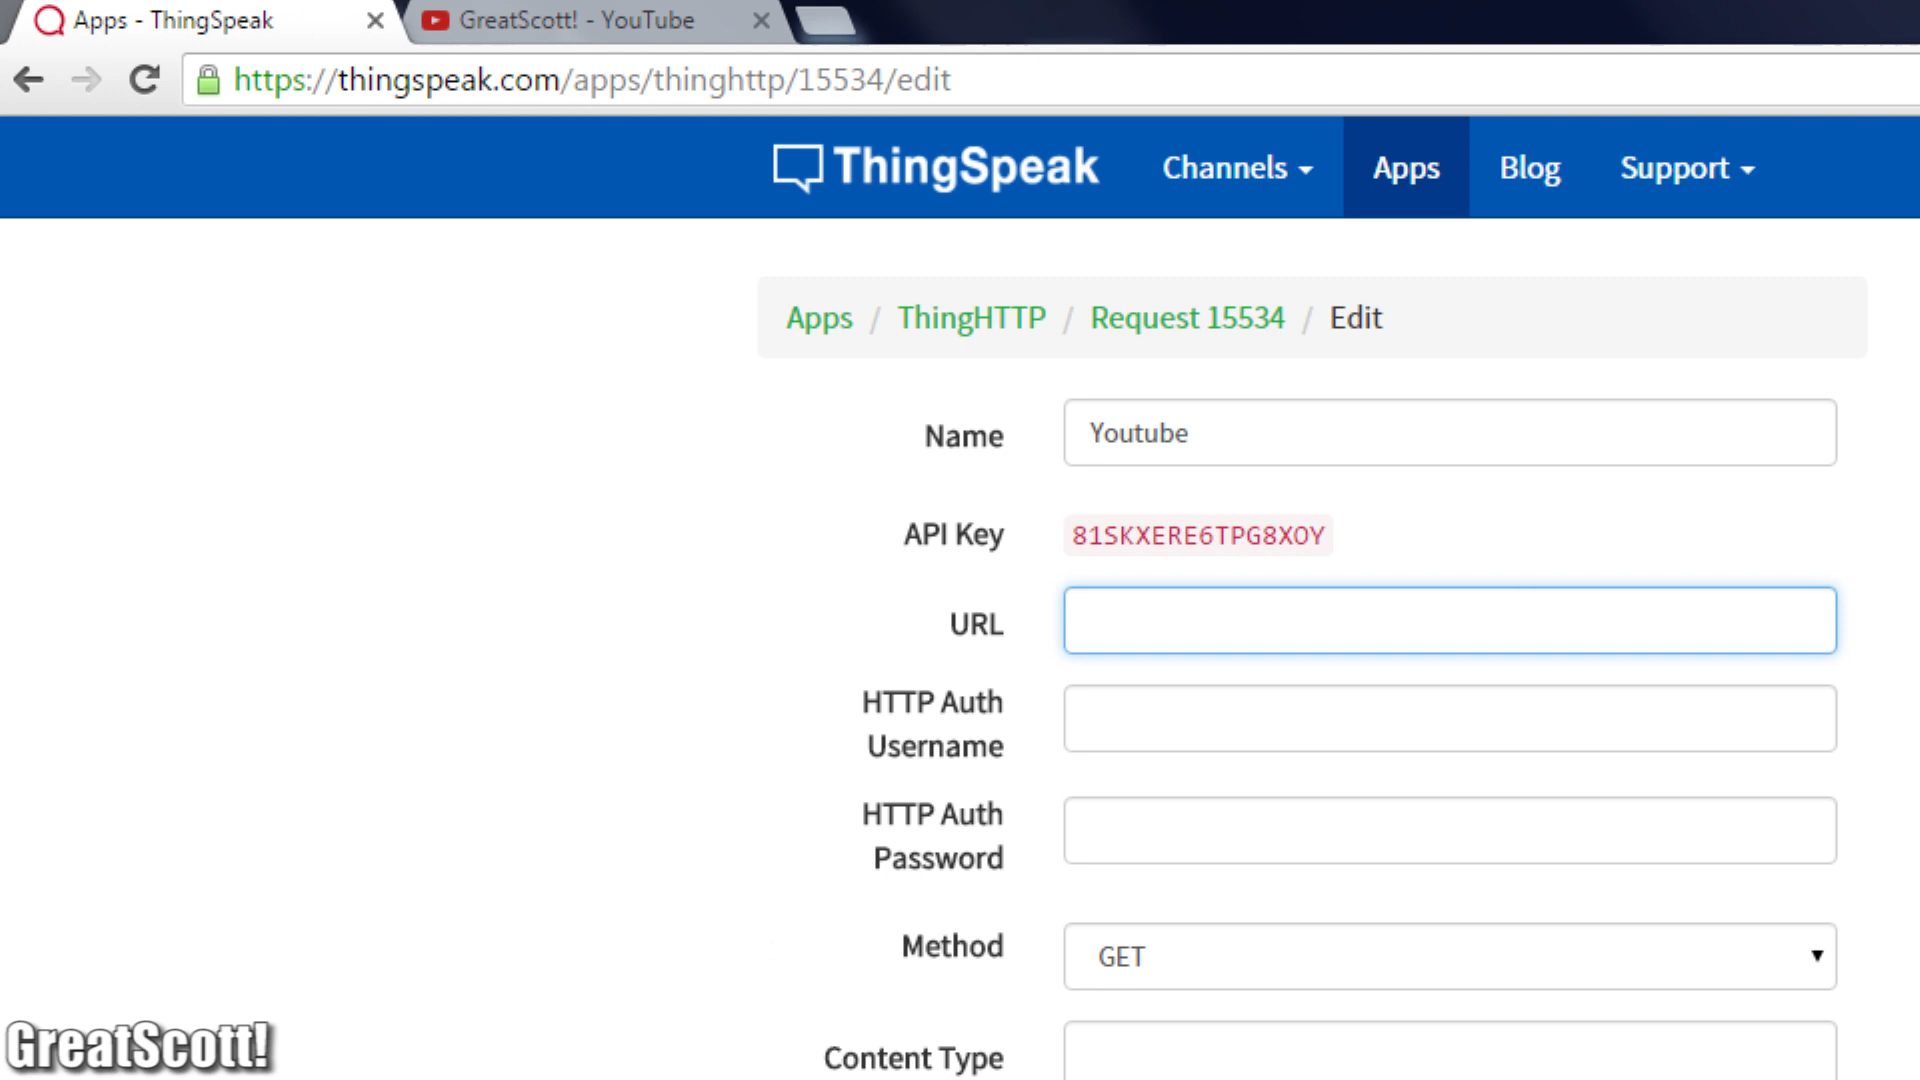 Apps - ThingSpeak
GreatScott! - YouTube
https://thingspeak.com/apps/thinghttp/15534/edit
ThingSpeak
Channels
Apps
Blog
Support
Apps / ThingHTTP / Request 15534 / Edit
Name
Youtube
API Key
81SKXERE6TPG8XOY
URL
HTTP Auth
Username
HTTP Auth
Password
Method
GET
Content Type
GreatScott!